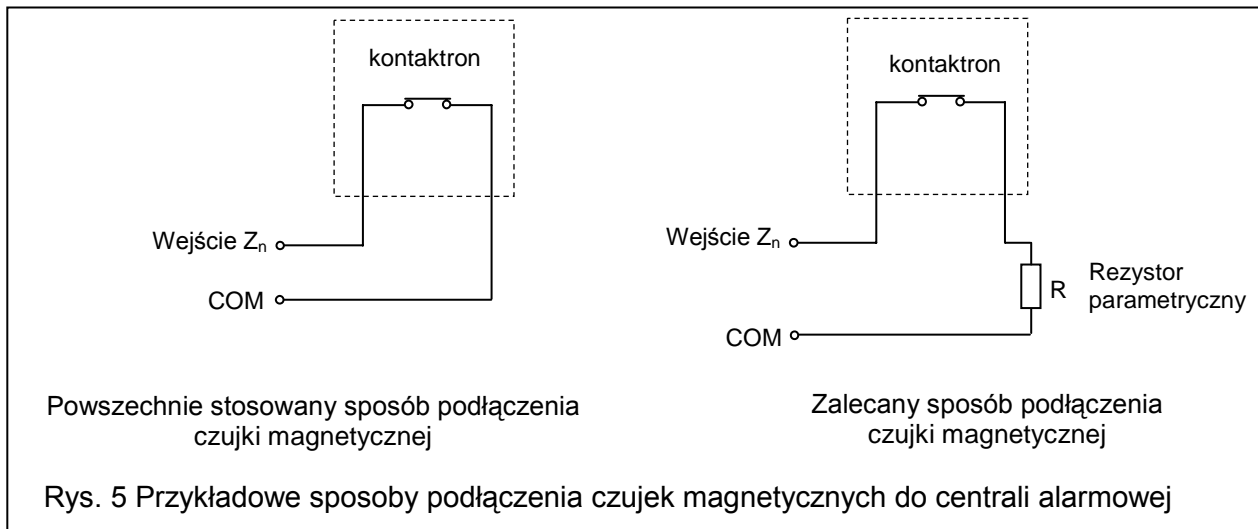 kontaktron
Wejście Zn
COM
Powszechnie stosowany sposób podłączenia
czujki magnetycznej
kontaktron
Wejście Zn
R
Rezystor
parametryczny
COM
Zalecany sposób podłączenia
czujki magnetycznej
Rys. 5 Przykładowe sposoby podłączenia czujek magnetycznych do centrali alarmowej